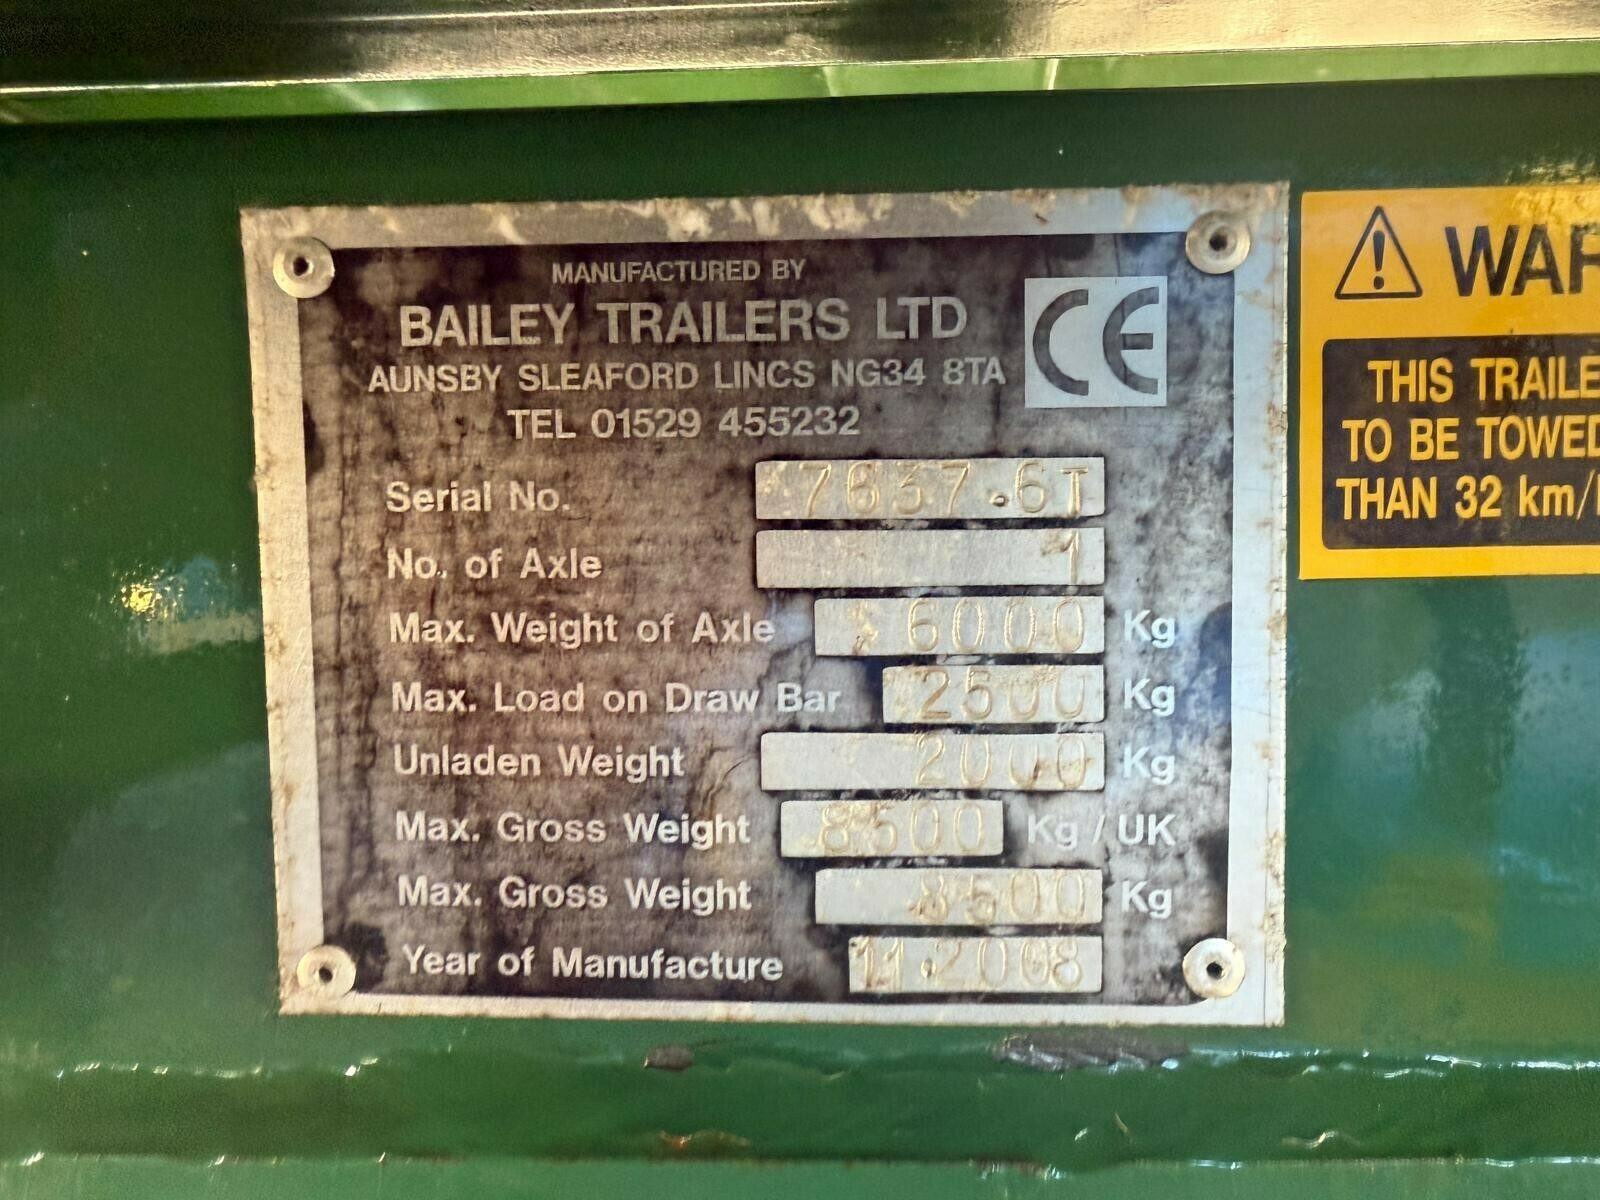 MANUFACTURED BY
BAILEY TRAILERS LTD
AUNSBY SLEAFORD LINCS NG34 8TA
TEL 01529 455232
CE
Serial No. 7637.6T
No. of Axle 1
Max. Weight of Axle 6000 Kg
Max. Load on Draw Bar 2500 Kg
Unladen Weight 2000 Kg
Max. Gross Weight 8500 Kg / UK
Max. Gross Weight 8500 Kg
Year of Manufacture 11.2008
WAR
THIS TRAILE
TO BE TOWED
THAN 32 km/